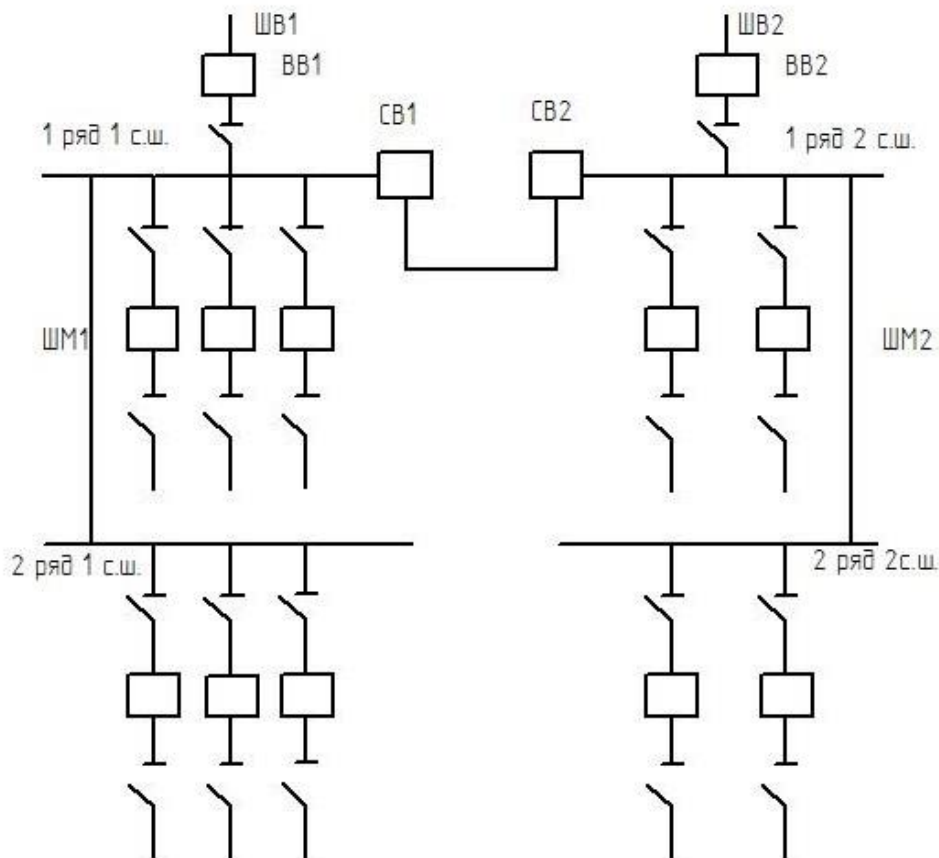 ШВ1
ШВ2
ВВ1
ВВ2
СВ1
СВ2
1 ряд 1 с.ш.
1 ряд 2 с.ш.
ШМ1
ШМ2
2 ряд 1 с.ш.
2 ряд 2с.ш.